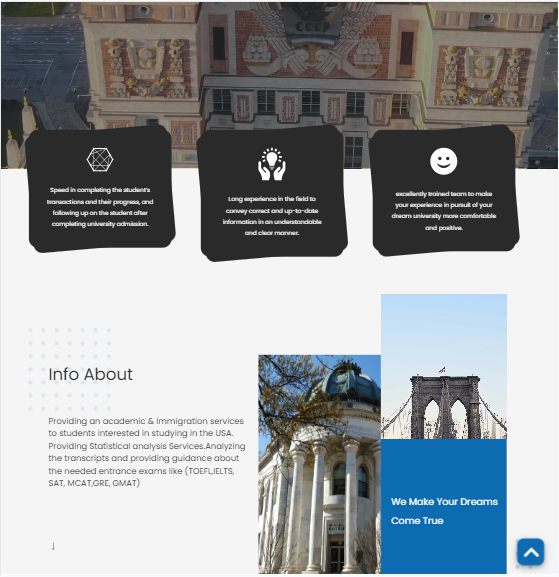 Speed in completing the student's
transactions and their progress, and
following up on the student after
completing university admission.
Long experience in the field to
convey correct and up-to-date
information in an understandable
and clear manner.
excellently trained team to make
your experience in pursuit of your
dream university more comfortable
and positive.
Info About
Providing an academic & Immigration services
to students interested in studying in the USA.
Providing Statistical analysis Services.Analyzing
the transcripts and providing guidance about
the needed entrance exams like (TOEFL,IELTS,
SAT, MCAT,GRE, GMAT)
We Make Your Dreams
Come True